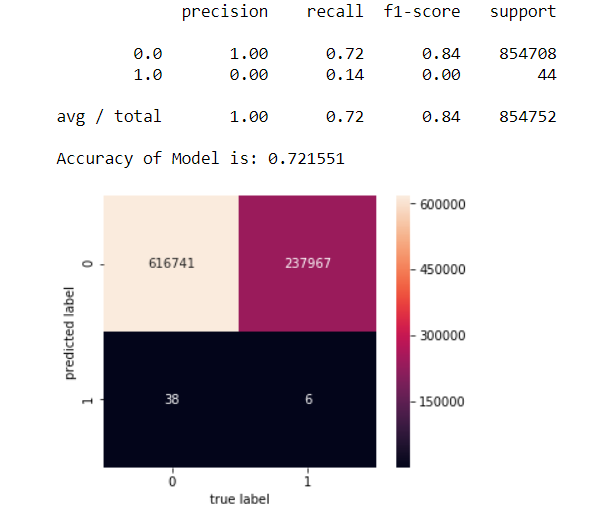 precision recall f1-score support
0.0 1.00 0.72 0.84 854708
1.0 0.00 0.14 0.00 44
avg / total 1.00 0.72 0.84 854752
Accuracy of Model is: 0.721551
600000
616741 237967
0
450000
predicted label
300000
38 6
1
150000
0 1
true label